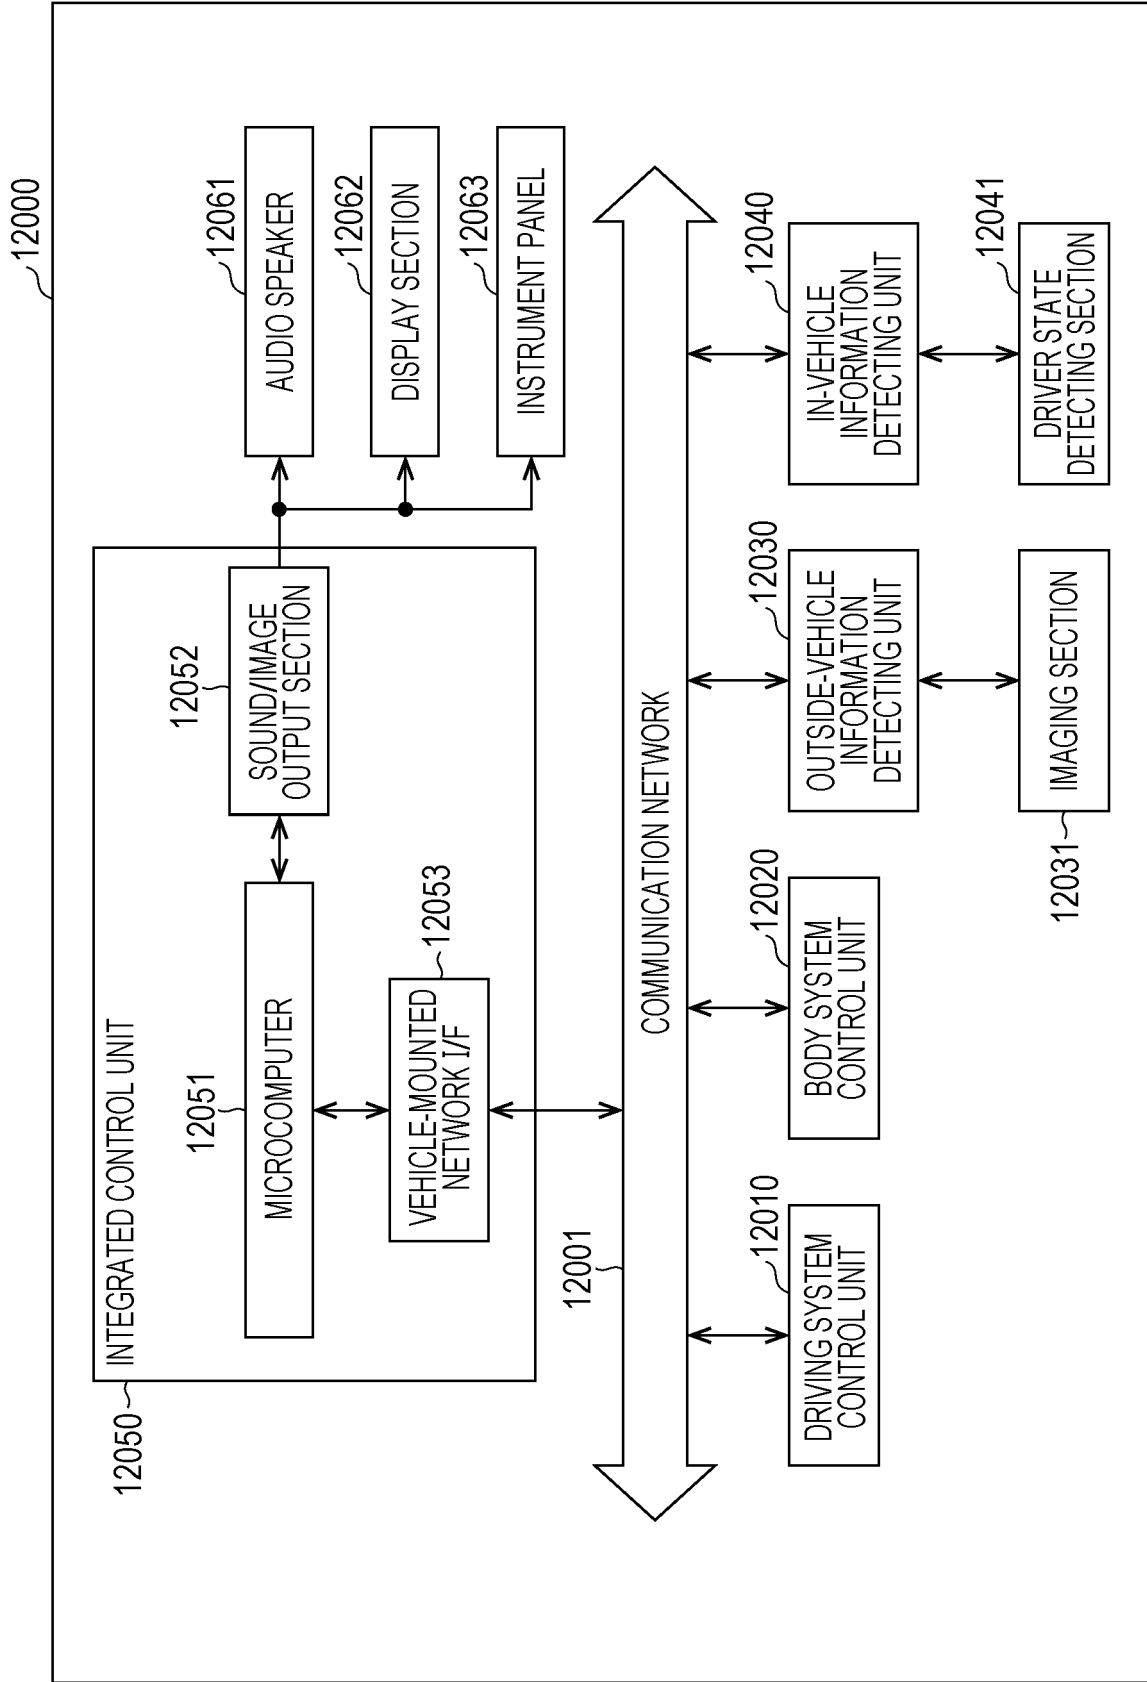 12000
12050
INTEGRATED CONTROL UNIT
12051
MICROCOMPUTER
12052
SOUND/IMAGE
OUTPUT SECTION
12061
AUDIO SPEAKER
12062
DISPLAY SECTION
12063
INSTRUMENT PANEL
12053
VEHICLE-MOUNTED
NETWORK I/F
12001
COMMUNICATION NETWORK
12010
DRIVING SYSTEM
CONTROL UNIT
12020
BODY SYSTEM
CONTROL UNIT
12030
OUTSIDE-VEHICLE
INFORMATION
DETECTING UNIT
12040
IN-VEHICLE
INFORMATION
DETECTING UNIT
12031
IMAGING SECTION
12041
DRIVER STATE
DETECTING SECTION